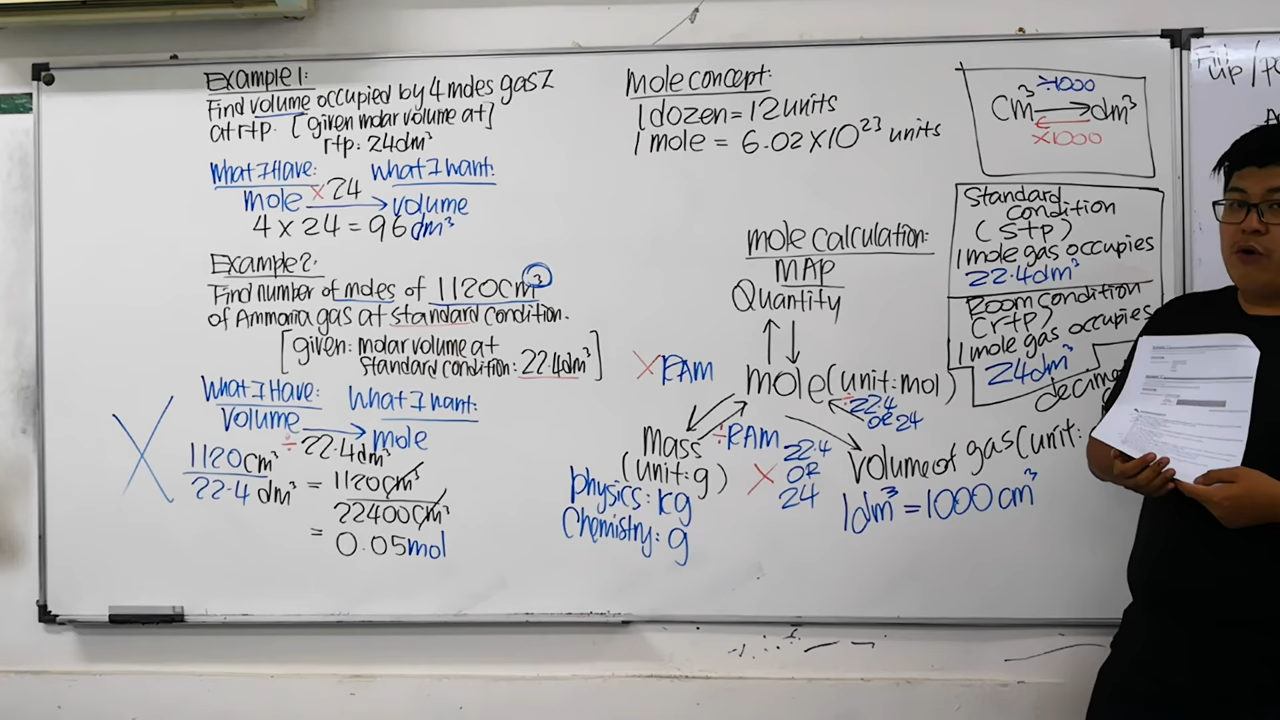 Example 1:
Find volume occupied by 4 moles gas Z
at rtp. [given molar volume at]
rtp: 24dm³
What I Have: What I want:
mole ×24 → volume
4 × 24 = 96dm³
Example 2:
Find number of moles of 1120cm³
of Ammonia gas at standard condition.
[given: molar volume at
standard condition: 22.4dm³]
What I Have: What I want:
Volume → mole
÷ 22.4dm³
1120cm³ / 22.4 dm³ = 1120cm³ / 22400cm³
= 0.05mol
X
Mole concept:
1 dozen = 12 units
1 mole = 6.02 × 10²³ units
mole calculation:
MAP
Quantity
mole (unit: mol)
× RAM
÷ RAM
÷ 22.4
OR 24
Mass
(unit: g)
physics: kg
Chemistry: g
× 22.4
OR
24
Volume of gas (unit:
1dm³ = 1000 cm³
÷1000
cm³ → dm³
×1000
Standard
condition
(stp)
1 mole gas occupies
22.4dm³
Room condition
(rtp)
1 mole gas occupies
24dm³
up /